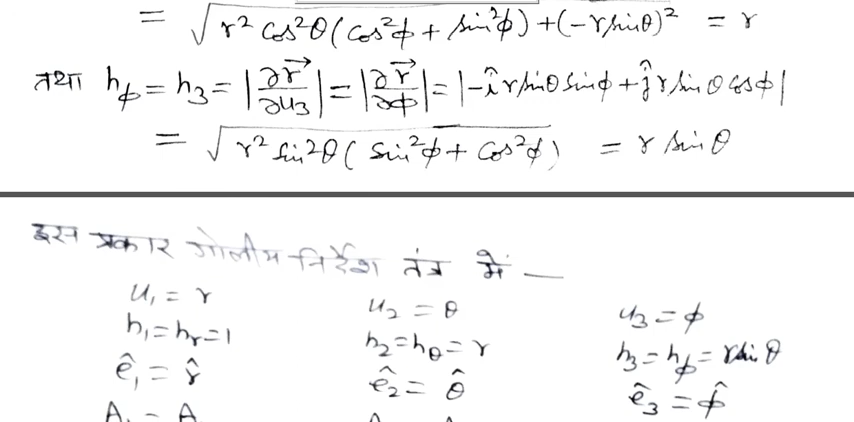 = √(r² cos²θ (cos²ϕ + sin²ϕ) + (-r sinθ)²) = r
तथा h_ϕ = h₃ = |∂r⃗/∂u₃| = |∂r⃗/∂ϕ| = |-î r sinθ sinϕ + ĵ r sinθ cosϕ|
= √(r² sin²θ (sin²ϕ + cos²ϕ)) = r sinθ
इस प्रकार गोलीय निर्देश तंत्र में —
u₁ = r u₂ = θ u₃ = ϕ
h₁ = h_r = 1 h₂ = h_θ = r h₃ = h_ϕ = r sinθ
ê₁ = r̂ ê₂ = θ̂ ê₃ = ϕ̂